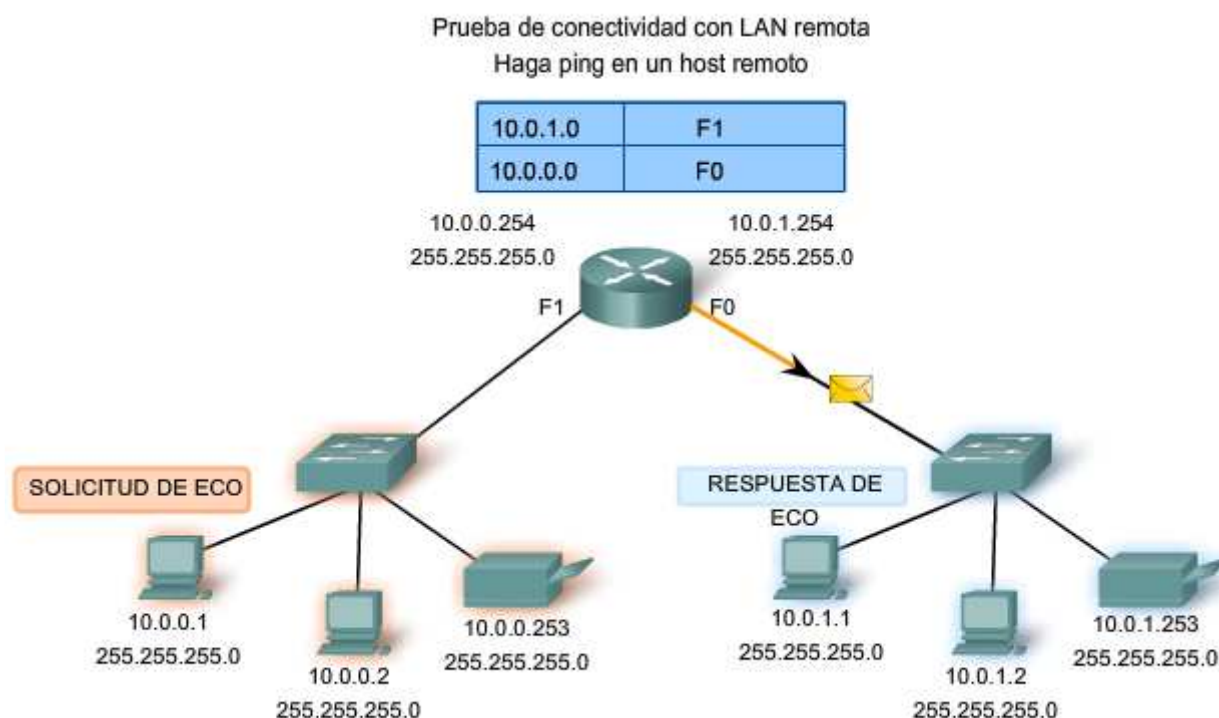 Prueba de conectividad con LAN remota
Haga ping en un host remoto
10.0.1.0 F1
10.0.0.0 F0
10.0.0.254
255.255.255.0
10.0.1.254
255.255.255.0
F1
F0
SOLICITUD DE ECO
RESPUESTA DE
ECO
10.0.0.1
255.255.255.0
10.0.0.2
255.255.255.0
10.0.0.253
255.255.255.0
10.0.1.1
255.255.255.0
10.0.1.2
255.255.255.0
10.0.1.253
255.255.255.0